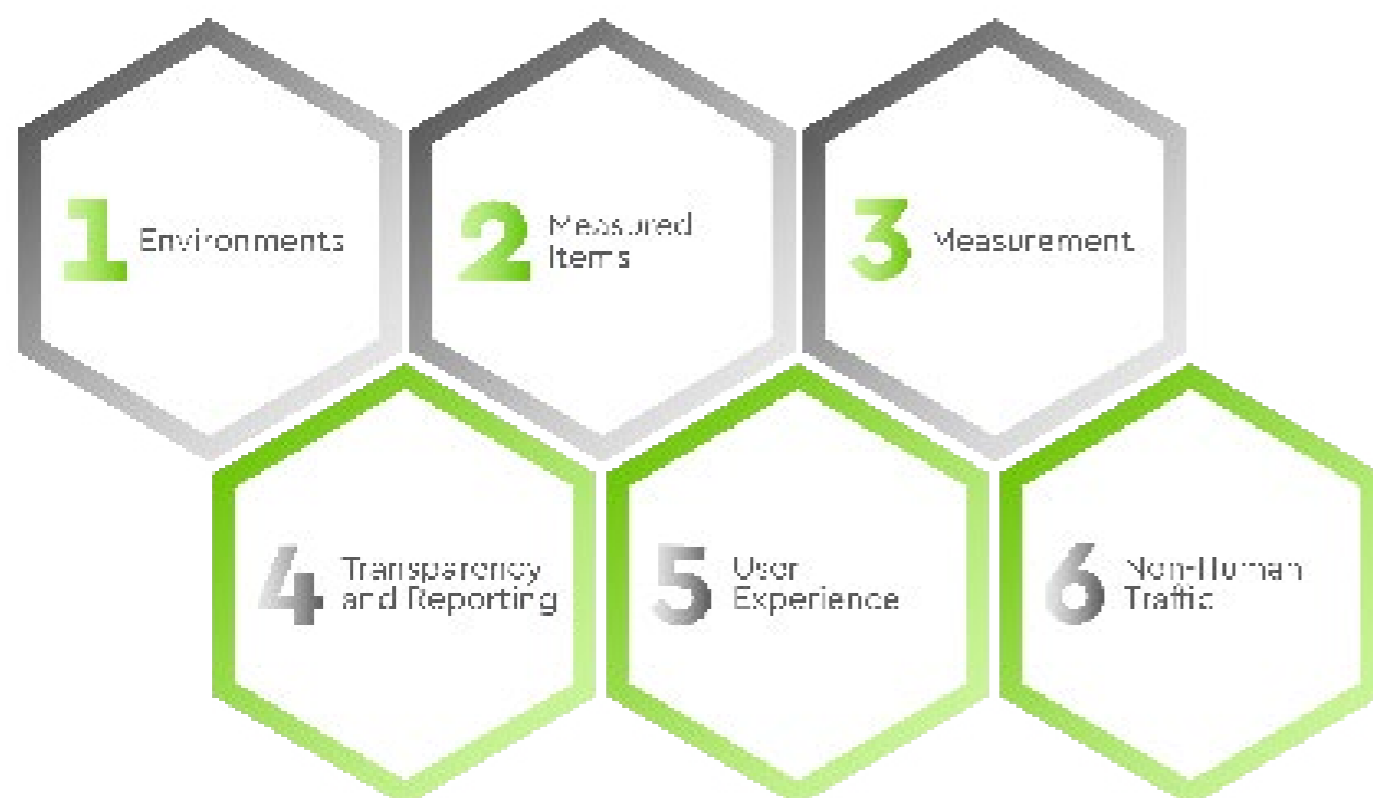 1 Environments
2 Measured
Items
3 Measurement
4 Transparency
and Reporting
5 User
Experience
6 Non-Human
Traffic